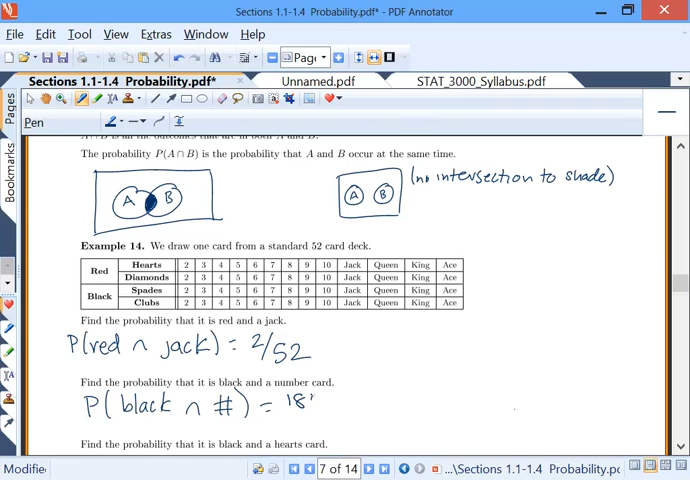 Sections 1.1-1.4  Probability.pdf* - PDF Annotator
File Edit Tool View Extras Window Help
Page
Sections 1.1-1.4 Probability.pdf* Unnamed.pdf STAT_3000_Syllabus.pdf
Pen
Pages
Bookmarks
The probability P(A ∩ B) is the probability that A and B occur at the same time.
A B A B (no intersection to shade)
Example 14. We draw one card from a standard 52 card deck.
Red Hearts 2 3 4 5 6 7 8 9 10 Jack Queen King Ace
Diamonds 2 3 4 5 6 7 8 9 10 Jack Queen King Ace
Black Spades 2 3 4 5 6 7 8 9 10 Jack Queen King Ace
Clubs 2 3 4 5 6 7 8 9 10 Jack Queen King Ace
Find the probability that it is red and a jack.
P(red ∩ jack) = 2/52
Find the probability that it is black and a number card.
P(black ∩ #) = 18
Find the probability that it is black and a hearts card.
Modifie 7 of 14 ...\Sections 1.1-1.4 Probability.pc